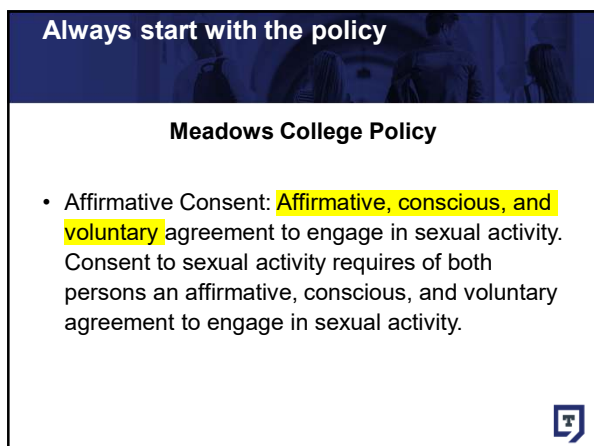 Always start with the policy
Meadows College Policy
• Affirmative Consent: Affirmative, conscious, and
voluntary agreement to engage in sexual activity.
Consent to sexual activity requires of both
persons an affirmative, conscious, and voluntary
agreement to engage in sexual activity.
T